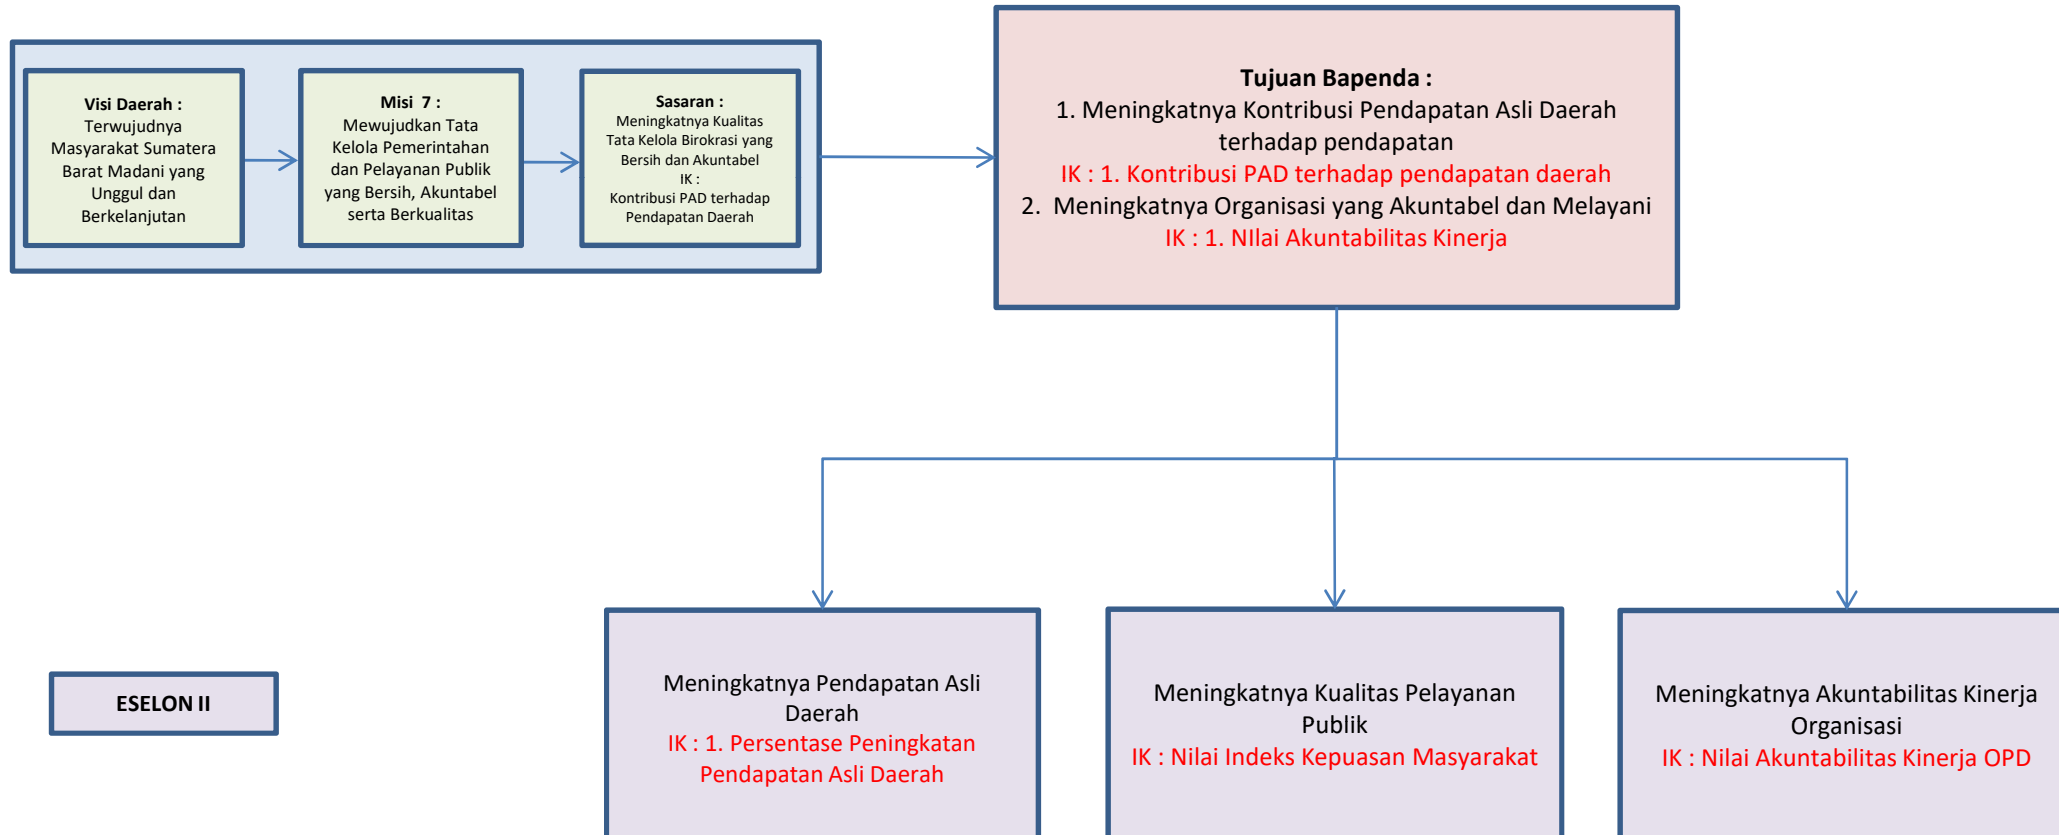 Visi Daerah :
Terwujudnya
Masyarakat Sumatera
Barat Madani yang
Unggul dan
Berkelanjutan
Misi 7 :
Mewujudkan Tata
Kelola Pemerintahan
dan Pelayanan Publik
yang Bersih, Akuntabel
serta Berkualitas
Sasaran :
Meningkatnya Kualitas
Tata Kelola Birokrasi yang
Bersih dan Akuntabel
IK :
Kontribusi PAD terhadap
Pendapatan Daerah
Tujuan Bapenda :
1. Meningkatnya Kontribusi Pendapatan Asli Daerah
terhadap pendapatan
IK : 1. Kontribusi PAD terhadap pendapatan daerah
2. Meningkatnya Organisasi yang Akuntabel dan Melayani
IK : 1. NIlai Akuntabilitas Kinerja
ESELON II
Meningkatnya Pendapatan Asli
Daerah
IK : 1. Persentase Peningkatan
Pendapatan Asli Daerah
Meningkatnya Kualitas Pelayanan
Publik
IK : Nilai Indeks Kepuasan Masyarakat
Meningkatnya Akuntabilitas Kinerja
Organisasi
IK : Nilai Akuntabilitas Kinerja OPD